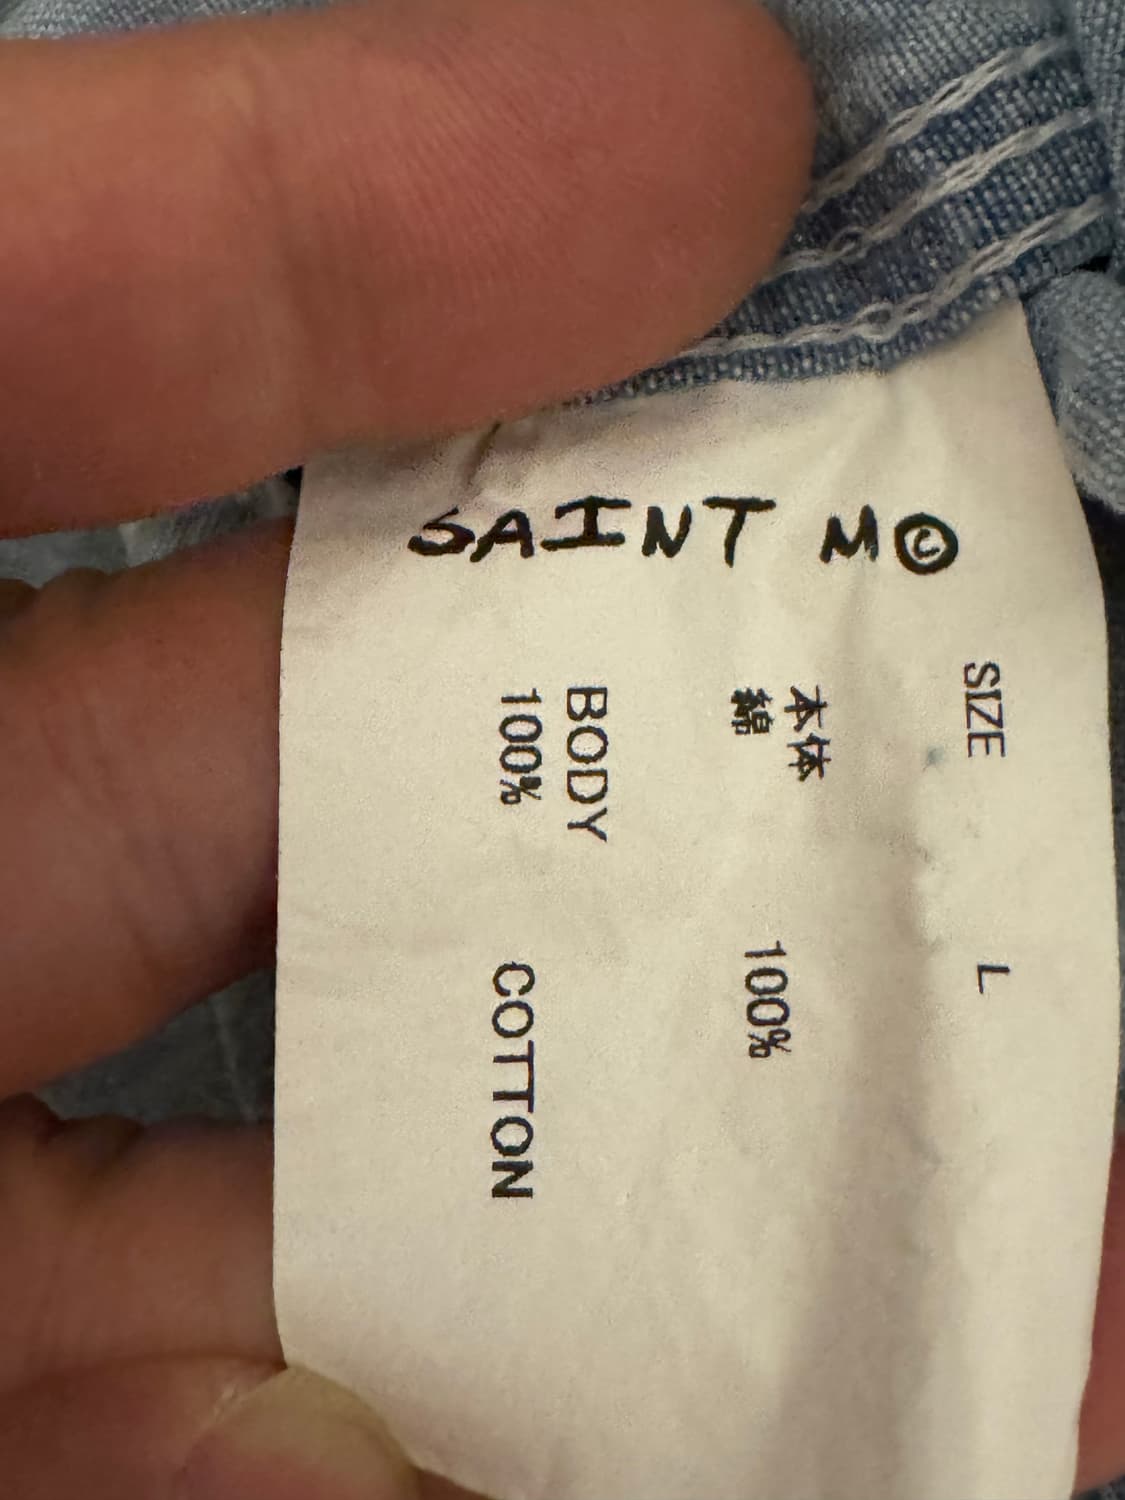 SAINT M©
SIZE L
本体
綿 100%
BODY
100% COTTON